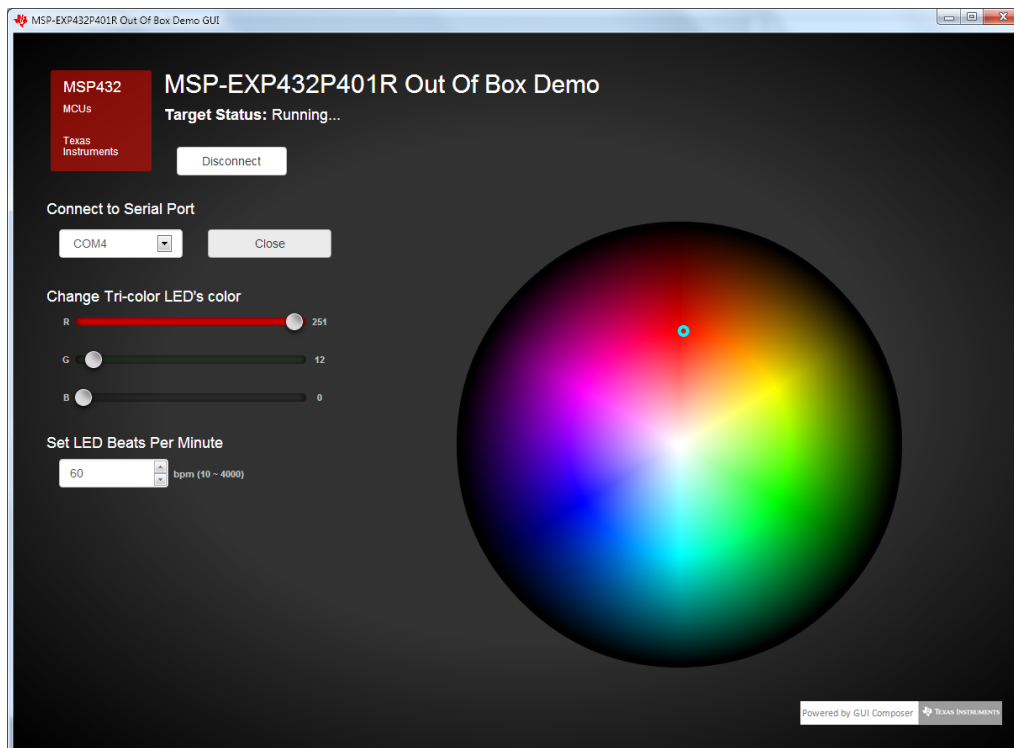 MSP-EXP432P401R Out Of Box Demo GUI
MSP432
MCUs
Texas
Instruments
MSP-EXP432P401R Out Of Box Demo
Target Status: Running...
Disconnect
Connect to Serial Port
COM4
Close
Change Tri-color LED's color
R 251
G 12
B 0
Set LED Beats Per Minute
60 bpm (10 ~ 4000)
Powered by GUI Composer TEXAS INSTRUMENTS